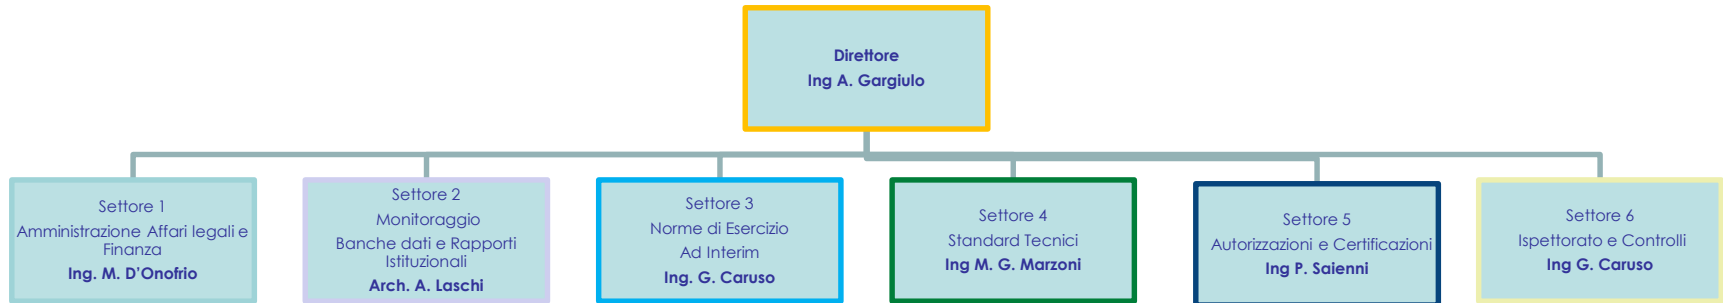 Direttore
Ing A. Gargiulo
Settore 1
Amministrazione Affari legali e
Finanza
Ing. M. D’Onofrio
Settore 2
Monitoraggio
Banche dati e Rapporti
Istituzionali
Arch. A. Laschi
Settore 3
Norme di Esercizio
Ad Interim
Ing. G. Caruso
Settore 4
Standard Tecnici
Ing M. G. Marzoni
Settore 5
Autorizzazioni e Certificazioni
Ing P. Saienni
Settore 6
Ispettorato e Controlli
Ing G. Caruso